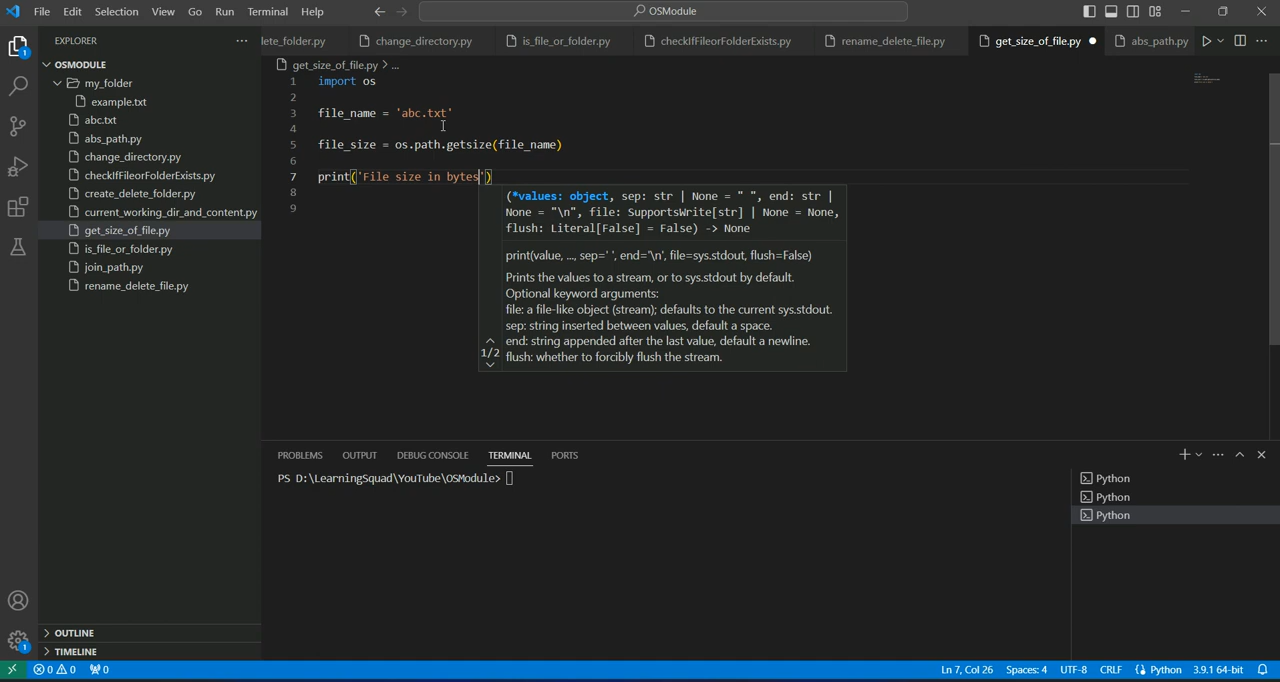 File Edit Selection View Go Run Terminal Help
OSModule
EXPLORER
lete_folder.py change_directory.py is_file_or_folder.py checkIfFileorFolderExists.py rename_delete_file.py get_size_of_file.py abs_path.py
OSMODULE
my_folder
example.txt
abc.txt
abs_path.py
change_directory.py
checkIfFileorFolderExists.py
create_delete_folder.py
current_working_dir_and_content.py
get_size_of_file.py
is_file_or_folder.py
join_path.py
rename_delete_file.py
OUTLINE
TIMELINE
1
1
get_size_of_file.py > ...
1 import os
2
3 file_name = 'abc.txt'
4
5 file_size = os.path.getsize(file_name)
6
7 print('File size in bytes')
8
9
(*values: object, sep: str | None = " ", end: str |
None = "\n", file: SupportsWrite[str] | None = None,
flush: Literal[False] = False) -> None
print(value, ..., sep=' ', end='\n', file=sys.stdout, flush=False)
Prints the values to a stream, or to sys.stdout by default.
Optional keyword arguments:
file: a file-like object (stream); defaults to the current sys.stdout.
sep: string inserted between values, default a space.
end: string appended after the last value, default a newline.
1/2 flush: whether to forcibly flush the stream.
PROBLEMS OUTPUT DEBUG CONSOLE TERMINAL PORTS
PS D:\LearningSquad\YouTube\OSModule>
Python
Python
Python
0 0 0
Ln 7, Col 26 Spaces: 4 UTF-8 CRLF Python 3.9.1 64-bit